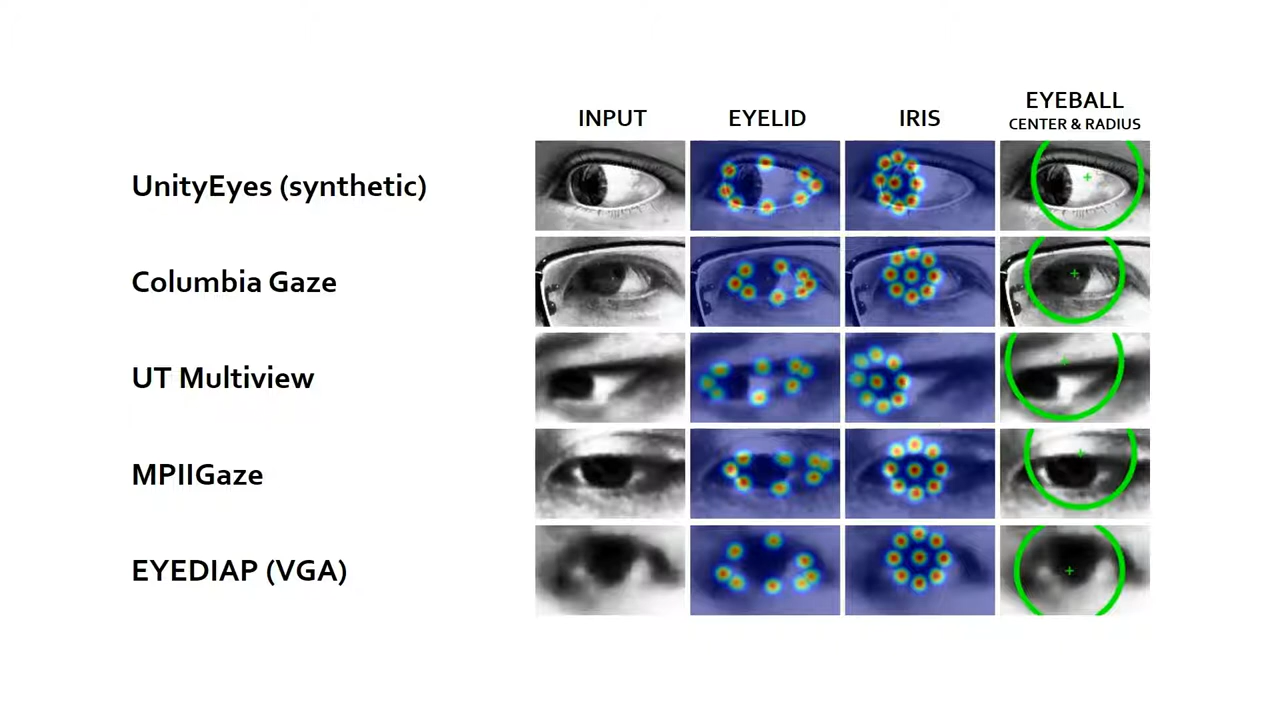 INPUT EYELID IRIS EYEBALL
CENTER & RADIUS
UnityEyes (synthetic)
Columbia Gaze
UT Multiview
MPIIGaze
EYEDIAP (VGA)